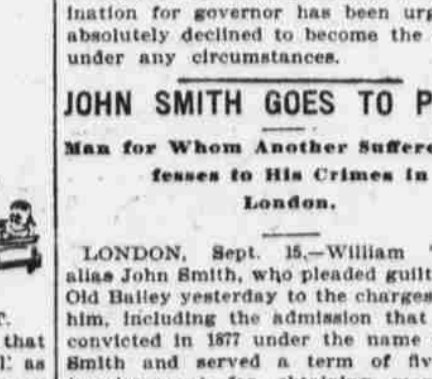 ination for governor has been urg
absolutely declined to become the
under any circumstances.
JOHN SMITH GOES TO P
Man for Whom Another Suffere
fesses to His Crimes in
London.
LONDON, Sept. 15.—William
alias John Smith, who pleaded guilt
Old Bailey yesterday to the charges
him, including the admission that
T.
that
convicted in 1877 under the name
l: as
Smith and served a term of fiv